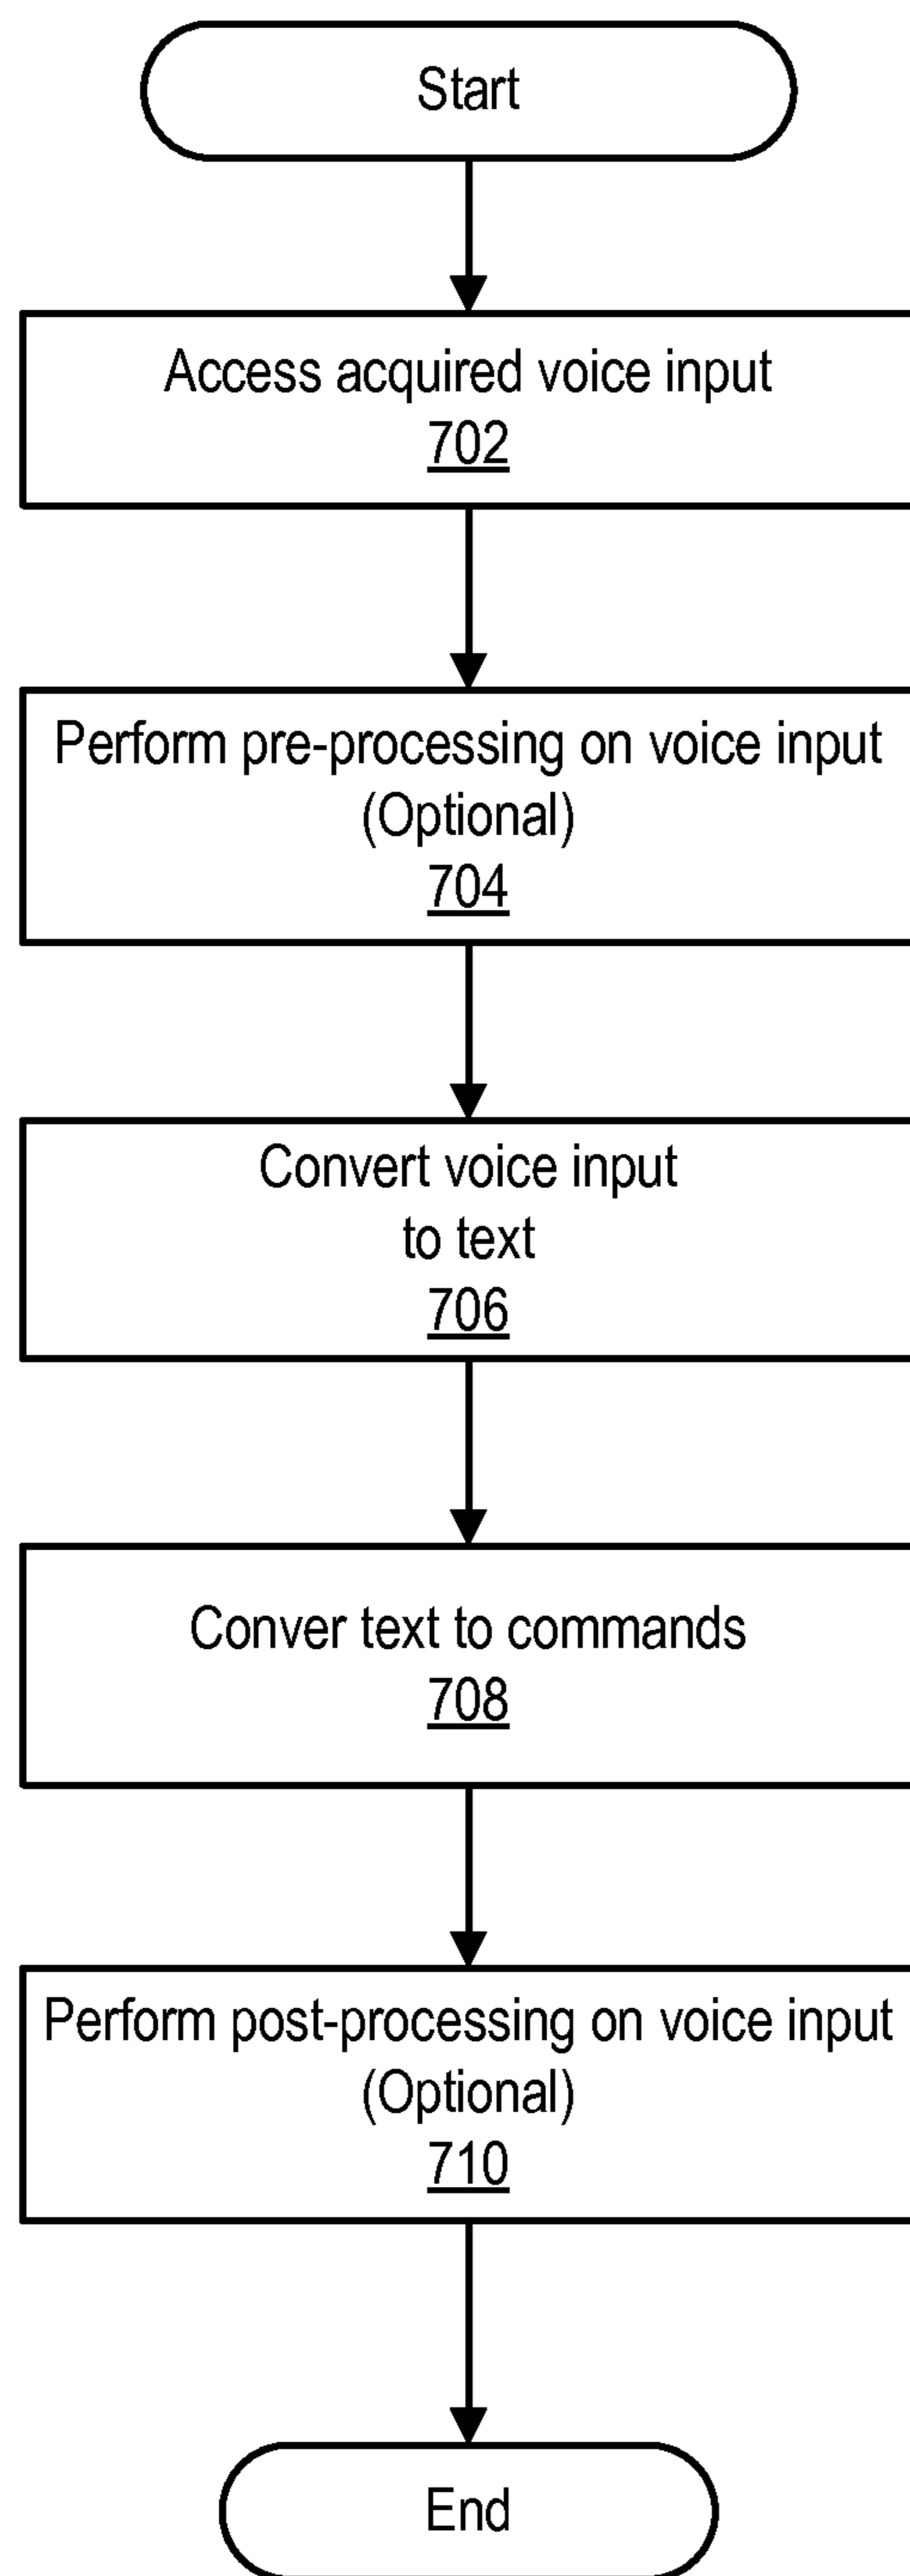 Start
Access acquired voice input
702
Perform pre-processing on voice input
(Optional)
704
Convert voice input
to text
706
Conver text to commands
708
Perform post-processing on voice input
(Optional)
710
End